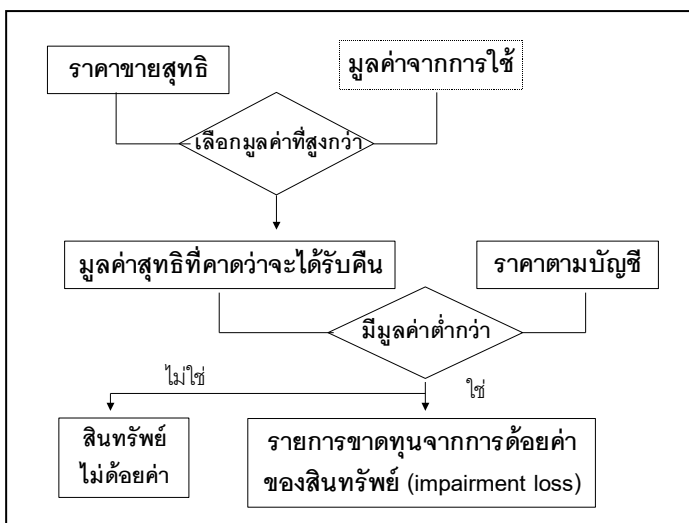 ราคาขายสุทธิ
มูลค่าจากการใช้
เลือกมูลค่าที่สูงกว่า
มูลค่าสุทธิที่คาดว่าจะได้รับคืน
ราคาตามบัญชี
มีมูลค่าต่ำกว่า
ไม่ใช่
ใช่
สินทรัพย์
ไม่ด้อยค่า
รายการขาดทุนจากการด้อยค่า
ของสินทรัพย์ (impairment loss)